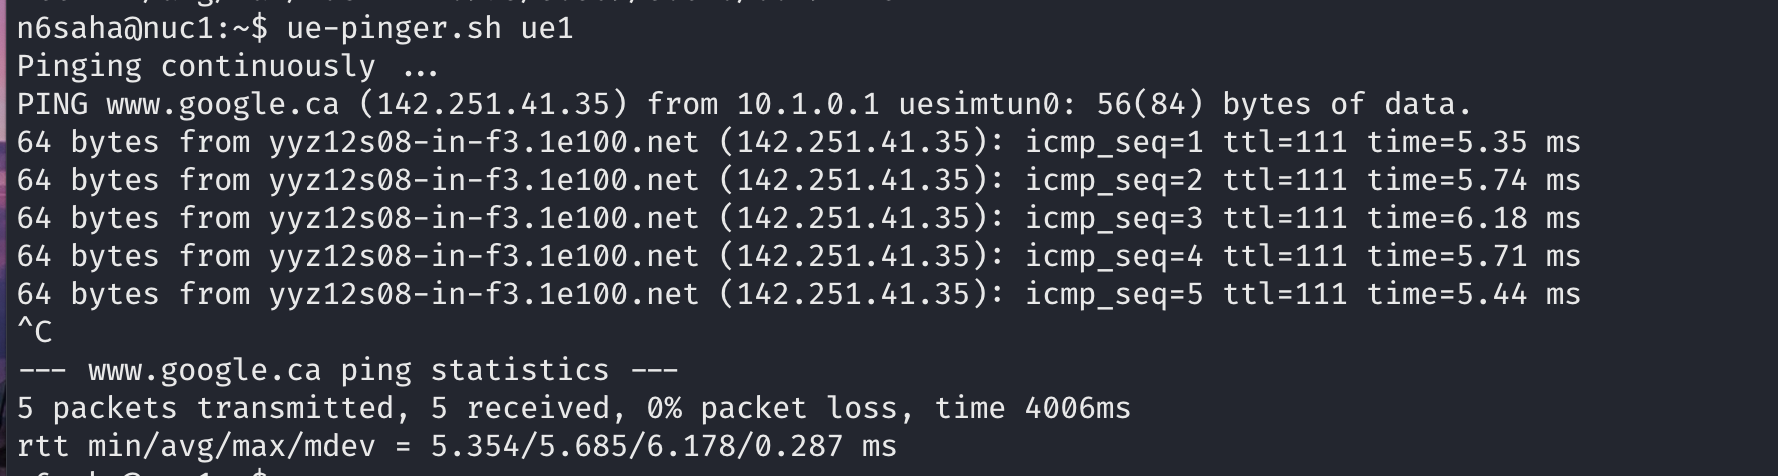 n6saha@nuc1:~$ ue-pinger.sh ue1
Pinging continuously ...
PING www.google.ca (142.251.41.35) from 10.1.0.1 uesimtun0: 56(84) bytes of data.
64 bytes from yyz12s08-in-f3.1e100.net (142.251.41.35): icmp_seq=1 ttl=111 time=5.35 ms
64 bytes from yyz12s08-in-f3.1e100.net (142.251.41.35): icmp_seq=2 ttl=111 time=5.74 ms
64 bytes from yyz12s08-in-f3.1e100.net (142.251.41.35): icmp_seq=3 ttl=111 time=6.18 ms
64 bytes from yyz12s08-in-f3.1e100.net (142.251.41.35): icmp_seq=4 ttl=111 time=5.71 ms
64 bytes from yyz12s08-in-f3.1e100.net (142.251.41.35): icmp_seq=5 ttl=111 time=5.44 ms
^C
--- www.google.ca ping statistics ---
5 packets transmitted, 5 received, 0% packet loss, time 4006ms
rtt min/avg/max/mdev = 5.354/5.685/6.178/0.287 ms